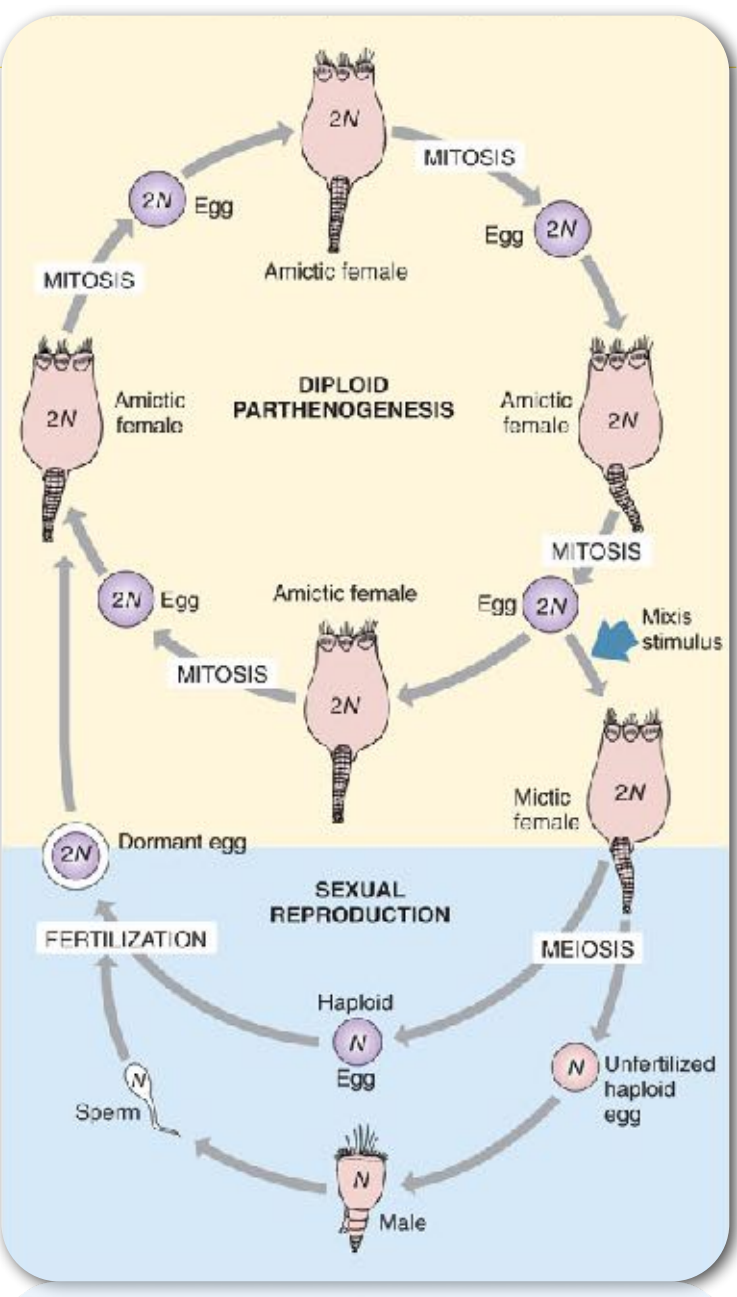 2N
MITOSIS
2N
Egg
Egg
2N
Amictic female
MITOSIS
DIPLOID
PARTHENOGENESIS
2N
Amictic
female
Amictic
female
2N
MITOSIS
2N
Egg
Amictic female
Egg
2N
Mixis
stimulus
MITOSIS
2N
Mictic
female
2N
2N
Dormant egg
SEXUAL
REPRODUCTION
FERTILIZATION
MEIOSIS
Haploid
N
Egg
N
Unfertilized
haploid
egg
N
Sperm
N
Male